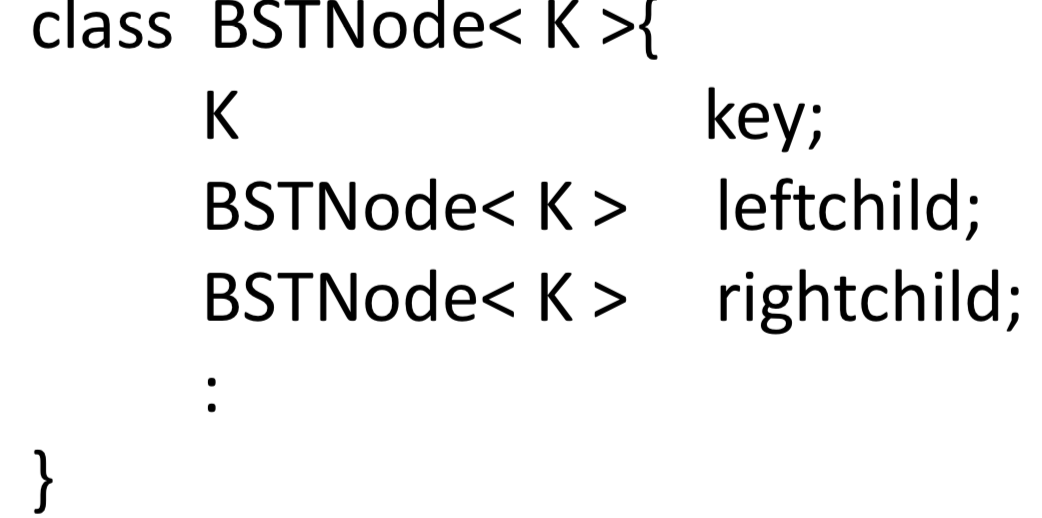 class BSTNode< K >{
K key;
BSTNode< K > leftchild;
BSTNode< K > rightchild;
:
}